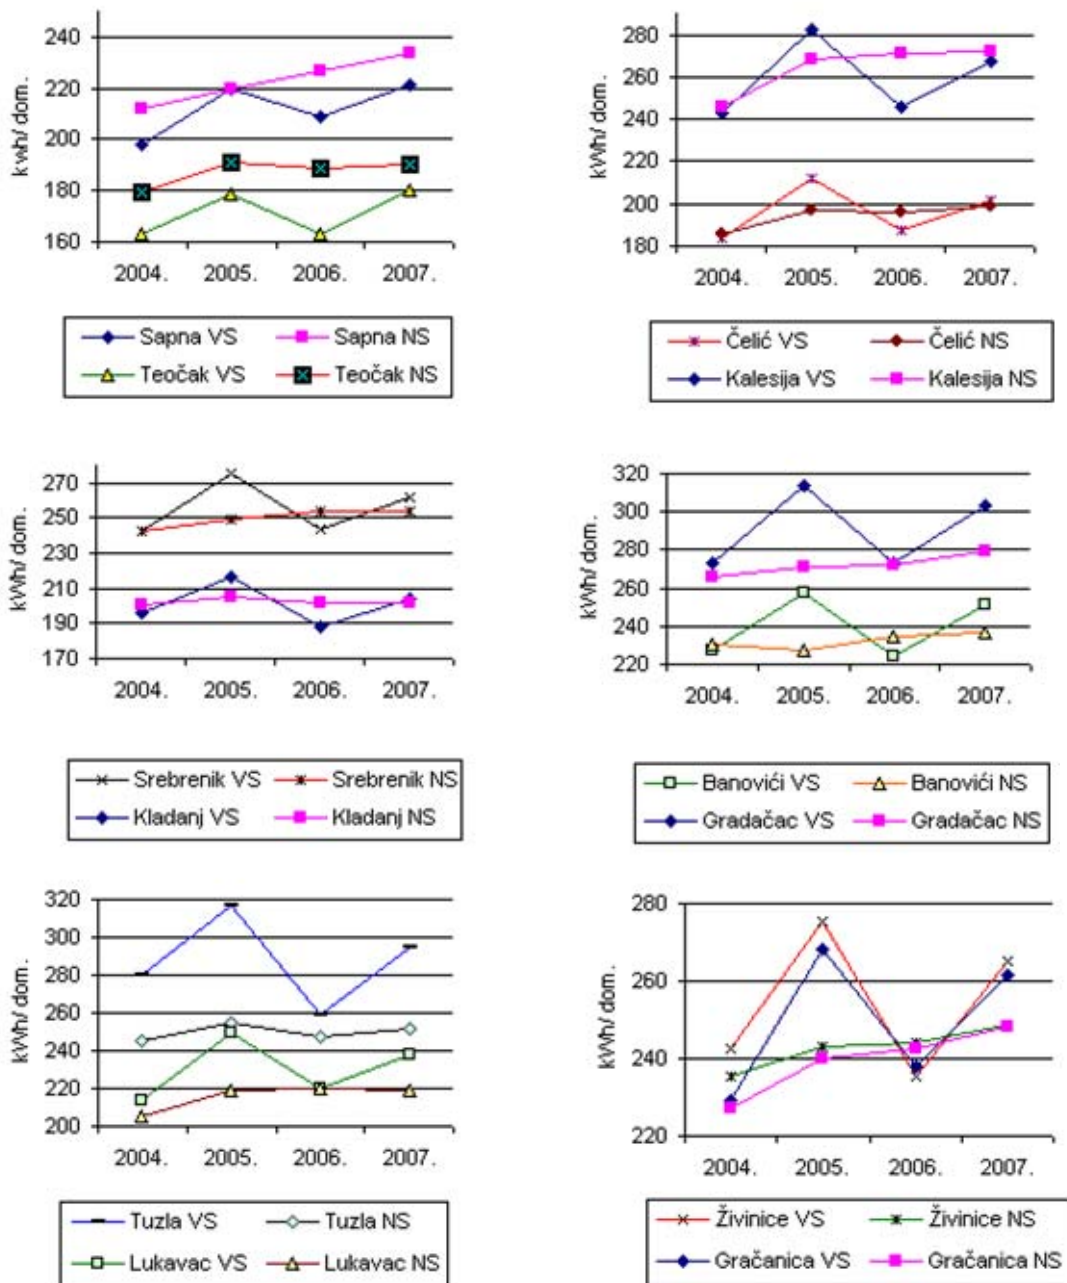 kWh/ dom.
240
220
200
180
160
2004. 2005. 2006. 2007.
Sapna VS Sapna NS
Teočak VS Teočak NS
kWh/ dom.
280
260
240
220
200
180
2004. 2005. 2006. 2007.
Čelić VS Čelić NS
Kalesija VS Kalesija NS
kWh/ dom.
270
250
230
210
190
170
2004. 2005. 2006. 2007.
Srebrenik VS Srebrenik NS
Kladanj VS Kladanj NS
kWh/ dom.
320
300
280
260
240
220
2004. 2005. 2006. 2007.
Banovići VS Banovići NS
Gradačac VS Gradačac NS
kWh/ dom.
320
300
280
260
240
220
200
2004. 2005. 2006. 2007.
Tuzla VS Tuzla NS
Lukavac VS Lukavac NS
kWh/ dom.
280
260
240
220
2004. 2005. 2006. 2007.
Živinice VS Živinice NS
Gračanica VS Gračanica NS